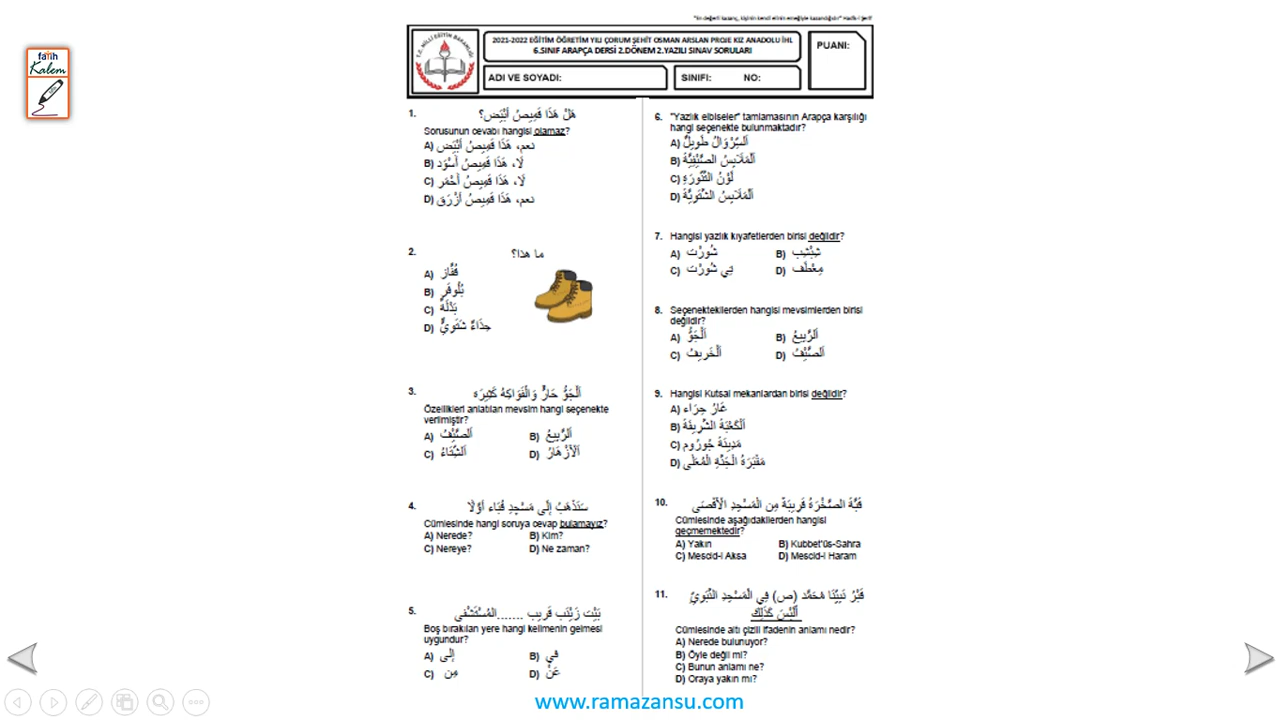 "En değerli kazanç, kişinin kendi elinin emeğiyle kazandığıdır" Hadis-i Şerif
fatih
Kalem
T.C. MİLLİ EĞİTİM BAKANLIĞI
2021-2022 EĞİTİM ÖĞRETİM YILI ÇORUM ŞEHİT OSMAN ARSLAN PROJE KIZ ANADOLU İHL
6.SINIF ARAPÇA DERSİ 2.DÖNEM 2.YAZILI SINAV SORULARI
PUANI:
ADI VE SOYADI:
SINIFI: NO:
1. هَلْ هَذَا قَمِيصٌ أَبْيَض؟
Sorusunun cevabı hangisi olamaz?
A) نعم، هَذَا قَمِيصٌ أَبْيَض
B) لَا، هَذَا قَمِيصٌ أَسْوَد
C) لَا، هَذَا قَمِيصٌ أَحْمَر
D) نعم، هَذَا قَمِيصٌ أَزْرَق
2. ما هذا؟
A) قُفَّاز
B) بُلُوفَر
C) بَدْلَةٌ
D) حِذَاءٌ شَتَوِيٌّ
3. اَلْجَوُّ حَارٌّ وَالْفَوَاكِهُ كَثِيرَة
Özellikleri anlatılan mevsim hangi seçenekte
verilmiştir?
A) اَلصَّيْفُ B) اَلرَّبِيعُ
C) اَلشِّتَاءُ D) اَلْأَزْهَارُ
4. سَنَذْهَبُ إِلَى مَسْجِدِ قُبَاء أَوَّلًا
Cümlesinde hangi soruya cevap bulamayız?
A) Nerede? B) Kim?
C) Nereye? D) Ne zaman?
5. بَيْت زَيْنَب قَرِيب .......المُسْتَشْفَى
Boş bırakılan yere hangi kelimenin gelmesi
uygundur?
A) إِلَى B) فِي
C) مِن D) عَنْ
6. "Yazlık elbiseler" tamlamasının Arapça karşılığı
hangi seçenekte bulunmaktadır?
A) اَلسِّرْوَالُ طَوِيلٌ
B) اَلْمَلَابِسُ الصَّيْفِيَّة
C) لَوْنُ التَّنُّورَةِ
D) اَلْمَلَابِسُ الشَّتَوِيَّة
7. Hangisi yazlık kıyafetlerden birisi değildir?
A) شُورْت B) شِبْشِب
C) تِي شُورْت D) مِعْطَف
8. Seçeneklerden hangisi mevsimlerden birisi
değildir?
A) اَلْجَوُّ B) اَلرَّبِيعُ
C) اَلْخَرِيفُ D) اَلصَّيْفُ
9. Hangisi Kutsal mekanlardan birisi değildir?
A) غَارُ حِرَاء
B) اَلْكَعْبَةُ الشَّرِيفَةُ
C) مَدِينَةُ جُورُوم
D) مَقْبَرَةُ الْجَنَّةِ الْمُعَلَّى
10. قُبَّة الصَّخْرَةُ قَرِيبَةٌ مِن الْمَسْجِدِ الْأَقْصَى
Cümlesinde aşağıdakilerden hangisi
geçmemektedir?
A) Yakın B) Kubbet'üs-Sahra
C) Mescid-i Aksa D) Mescid-i Haram
11. قَبْرُ نَبِيِّنَا مُحَمَّد (ص) فِي الْمَسْجِدِ النَّبَوِيِّ
أَلَيْسَ كَذَلِك
Cümlesinde altı çizili ifadenin anlamı nedir?
A) Nerede bulunuyor?
B) Öyle değil mi?
C) Bunun anlamı ne?
D) Oraya yakın mı?
www.ramazansu.com